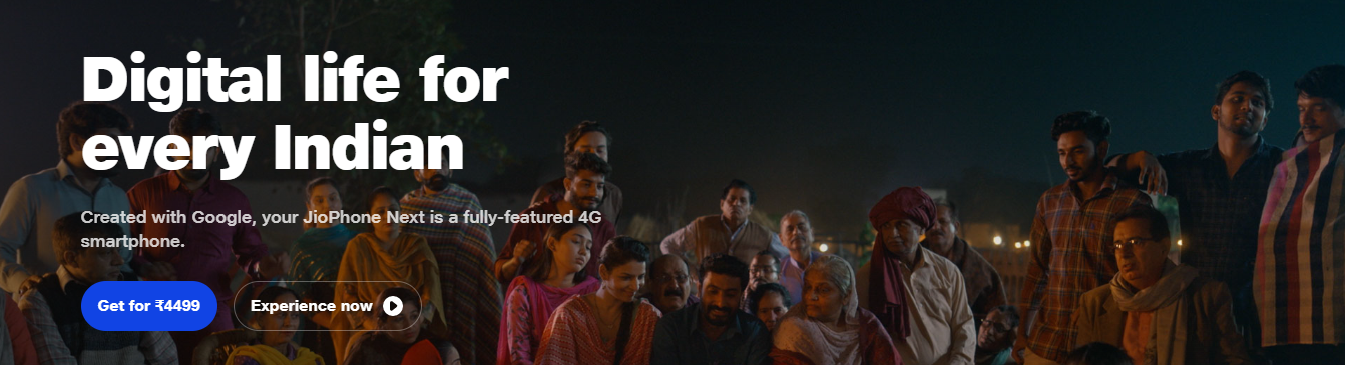 Digital life for
every Indian
Created with Google, your JioPhone Next is a fully-featured 4G
smartphone.
Get for ₹4499
Experience now